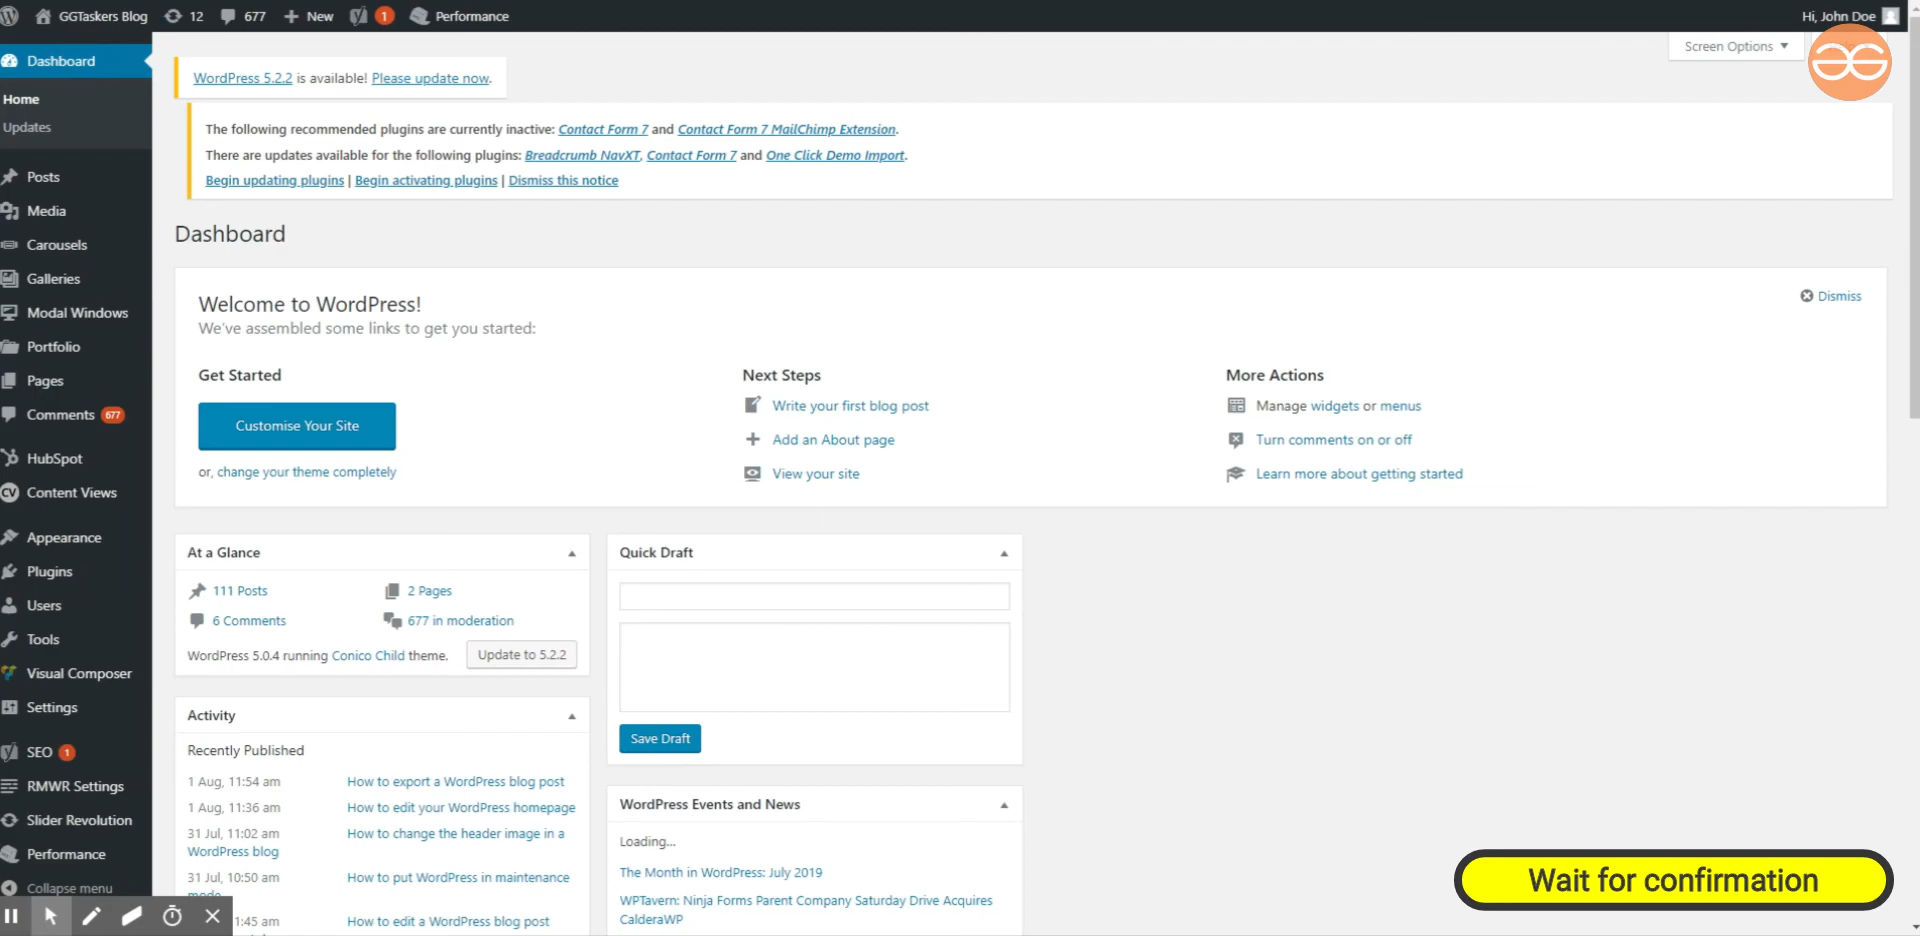 GGTaskers Blog 12 677 New 1 Performance
Hi, John Doe
Screen Options
Dashboard
Home
Updates
Posts
Media
Carousels
Galleries
Modal Windows
Portfolio
Pages
Comments 677
HubSpot
Content Views
Appearance
Plugins
Users
Tools
Visual Composer
Settings
SEO 1
RMWR Settings
Slider Revolution
Performance
Collapse menu
WordPress 5.2.2 is available! Please update now.
The following recommended plugins are currently inactive: Contact Form 7 and Contact Form 7 MailChimp Extension.
There are updates available for the following plugins: Breadcrumb NavXT, Contact Form 7 and One Click Demo Import.
Begin updating plugins | Begin activating plugins | Dismiss this notice
Dashboard
Welcome to WordPress!
We've assembled some links to get you started:
Dismiss
Get Started
Customise Your Site
or, change your theme completely
Next Steps
Write your first blog post
Add an About page
View your site
More Actions
Manage widgets or menus
Turn comments on or off
Learn more about getting started
At a Glance
111 Posts
2 Pages
6 Comments
677 in moderation
WordPress 5.0.4 running Conico Child theme.
Update to 5.2.2
Activity
Recently Published
1 Aug, 11:54 am How to export a WordPress blog post
1 Aug, 11:36 am How to edit your WordPress homepage
31 Jul, 11:02 am How to change the header image in a
WordPress blog
31 Jul, 10:50 am How to put WordPress in maintenance
mode
1:45 am How to edit a WordPress blog post
Quick Draft
Save Draft
WordPress Events and News
Loading...
The Month in WordPress: July 2019
WPTavern: Ninja Forms Parent Company Saturday Drive Acquires
CalderaWP
Wait for confirmation